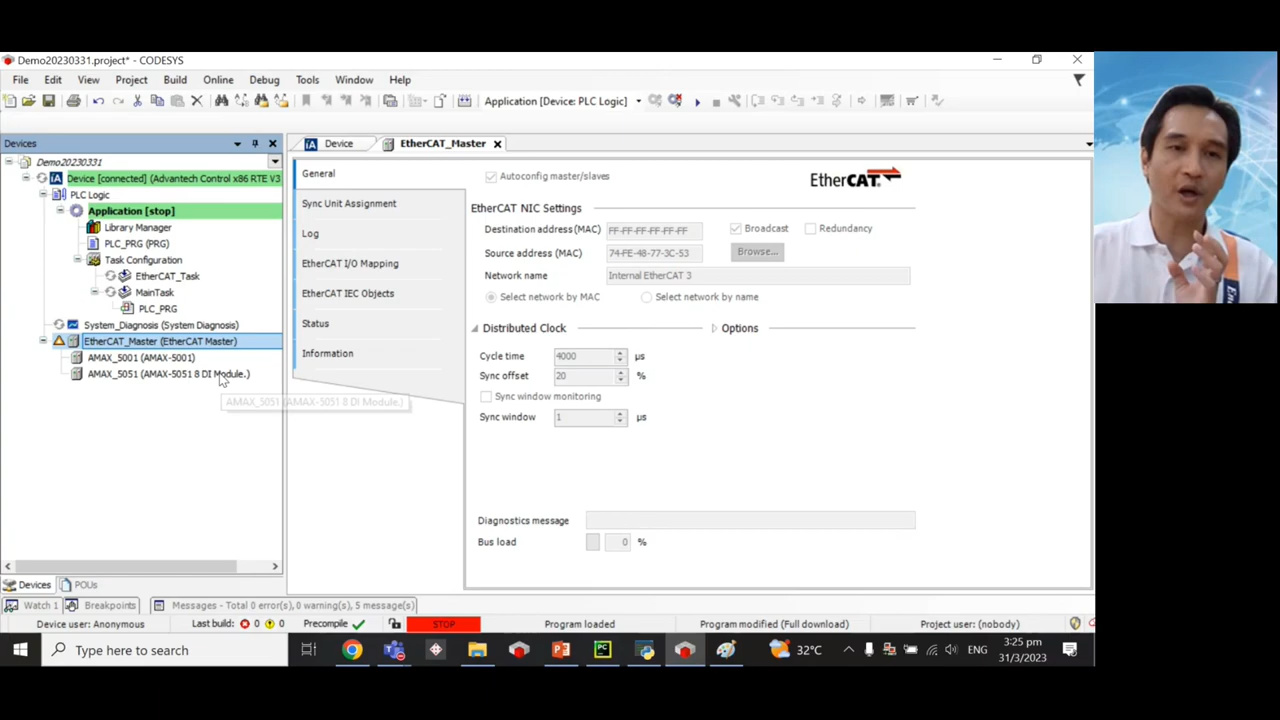 Demo20230331.project* - CODESYS
File Edit View Project Build Online Debug Tools Window Help
Application [Device: PLC Logic]
Devices
Device
EtherCAT_Master
Demo20230331
Device [connected] (Advantech Control x86 RTE V3
PLC Logic
Application [stop]
Library Manager
PLC_PRG (PRG)
Task Configuration
EtherCAT_Task
MainTask
PLC_PRG
System_Diagnosis (System Diagnosis)
EtherCAT_Master (EtherCAT Master)
AMAX_5001 (AMAX-5001)
AMAX_5051 (AMAX-5051 8 DI Module.)
AMAX_5051 (AMAX-5051 8 DI Module.)
General
Sync Unit Assignment
Log
EtherCAT I/O Mapping
EtherCAT IEC Objects
Status
Information
Autoconfig master/slaves
EtherCAT
EtherCAT NIC Settings
Destination address (MAC) FF-FF-FF-FF-FF-FF Broadcast Redundancy
Source address (MAC) 74-FE-48-77-3C-53 Browse...
Network name Internal EtherCAT 3
Select network by MAC Select network by name
Distributed Clock Options
Cycle time 4000 µs
Sync offset 20 %
Sync window monitoring
Sync window 1 µs
Diagnostics message
Bus load 0 %
Devices POUs
Watch 1 Breakpoints Messages - Total 0 error(s), 0 warning(s), 5 message(s)
Device user: Anonymous Last build: 0 0 Precompile STOP Program loaded Program modified (Full download) Project user: (nobody)
Type here to search
32°C ENG
3:25 pm
31/3/2023